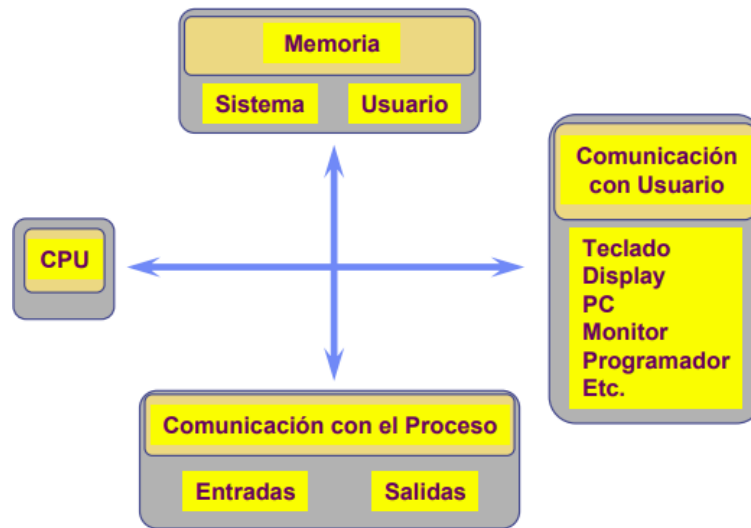 Memoria
Sistema Usuario
Comunicación
con Usuario
Teclado
Display
PC
Monitor
Programador
Etc.
CPU
Comunicación con el Proceso
Entradas Salidas